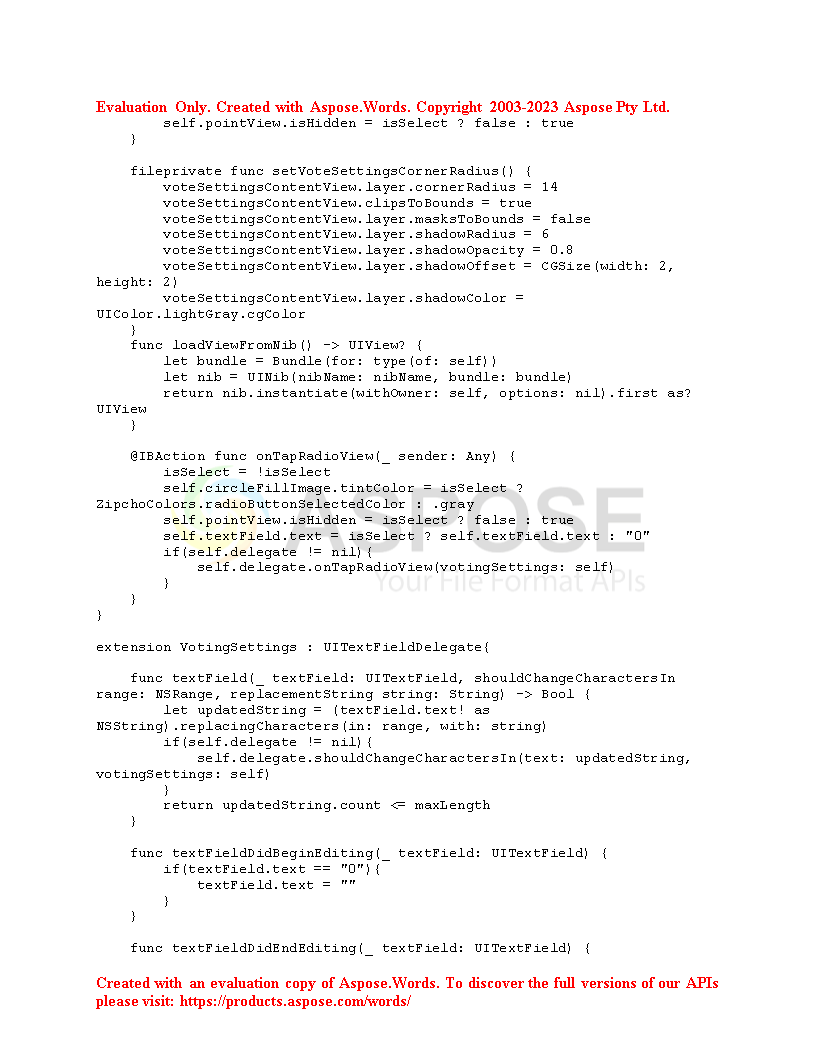 Evaluation Only. Created with Aspose.Words. Copyright 2003-2023 Aspose Pty Ltd.
        self.pointView.isHidden = isSelect ? false : true
    }

    fileprivate func setVoteSettingsCornerRadius() {
        voteSettingsContentView.layer.cornerRadius = 14
        voteSettingsContentView.clipsToBounds = true
        voteSettingsContentView.layer.masksToBounds = false
        voteSettingsContentView.layer.shadowRadius = 6
        voteSettingsContentView.layer.shadowOpacity = 0.8
        voteSettingsContentView.layer.shadowOffset = CGSize(width: 2,
height: 2)
        voteSettingsContentView.layer.shadowColor =
UIColor.lightGray.cgColor
    }
    func loadViewFromNib() -> UIView? {
        let bundle = Bundle(for: type(of: self))
        let nib = UINib(nibName: nibName, bundle: bundle)
        return nib.instantiate(withOwner: self, options: nil).first as?
UIView
    }

    @IBAction func onTapRadioView(_ sender: Any) {
        isSelect = !isSelect
        self.circleFillImage.tintColor = isSelect ?
ZipchoColors.radioButtonSelectedColor : .gray
        self.pointView.isHidden = isSelect ? false : true
        self.textField.text = isSelect ? self.textField.text : "0"
        if(self.delegate != nil){
            self.delegate.onTapRadioView(votingSettings: self)
        }
    }
}
ASPOSE
Your File Format APIs

extension VotingSettings : UITextFieldDelegate{

    func textField(_ textField: UITextField, shouldChangeCharactersIn
range: NSRange, replacementString string: String) -> Bool {
        let updatedString = (textField.text! as
NSString).replacingCharacters(in: range, with: string)
        if(self.delegate != nil){
            self.delegate.shouldChangeCharactersIn(text: updatedString,
votingSettings: self)
        }
        return updatedString.count <= maxLength
    }

    func textFieldDidBeginEditing(_ textField: UITextField) {
        if(textField.text == "0"){
            textField.text = ""
        }
    }

    func textFieldDidEndEditing(_ textField: UITextField) {

Created with an evaluation copy of Aspose.Words. To discover the full versions of our APIs
please visit: https://products.aspose.com/words/